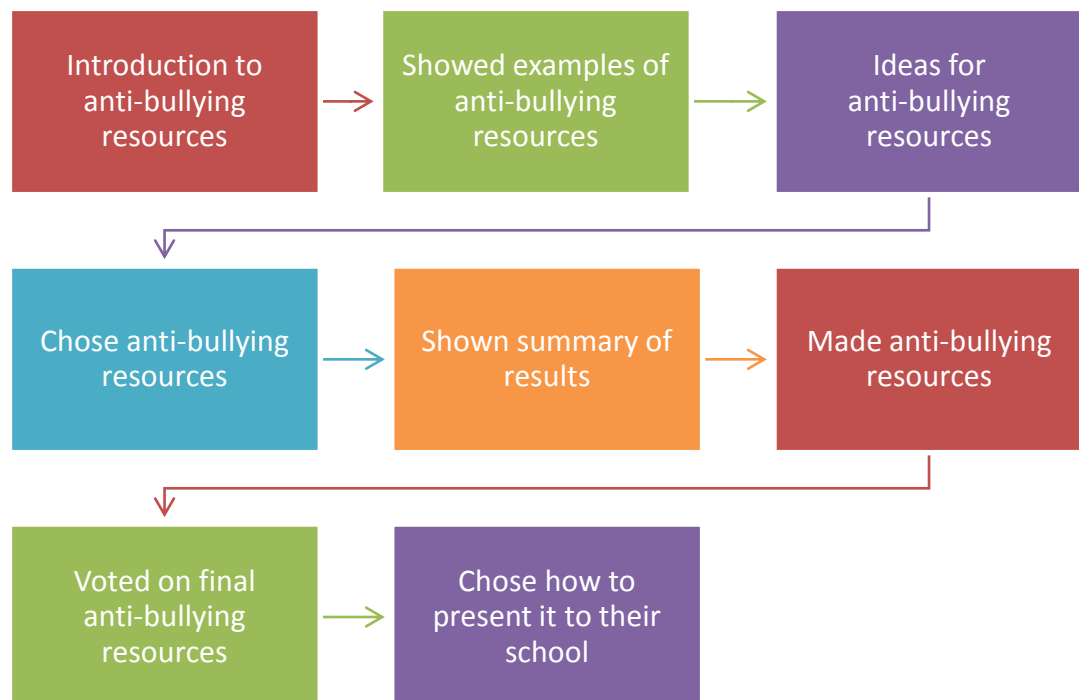 Introduction to
anti-bullying
resources
Showed examples of
anti-bullying
resources
Ideas for
anti-bullying
resources
Chose anti-bullying
resources
Shown summary of
results
Made anti-bullying
resources
Voted on final
anti-bullying
resources
Chose how to
present it to their
school